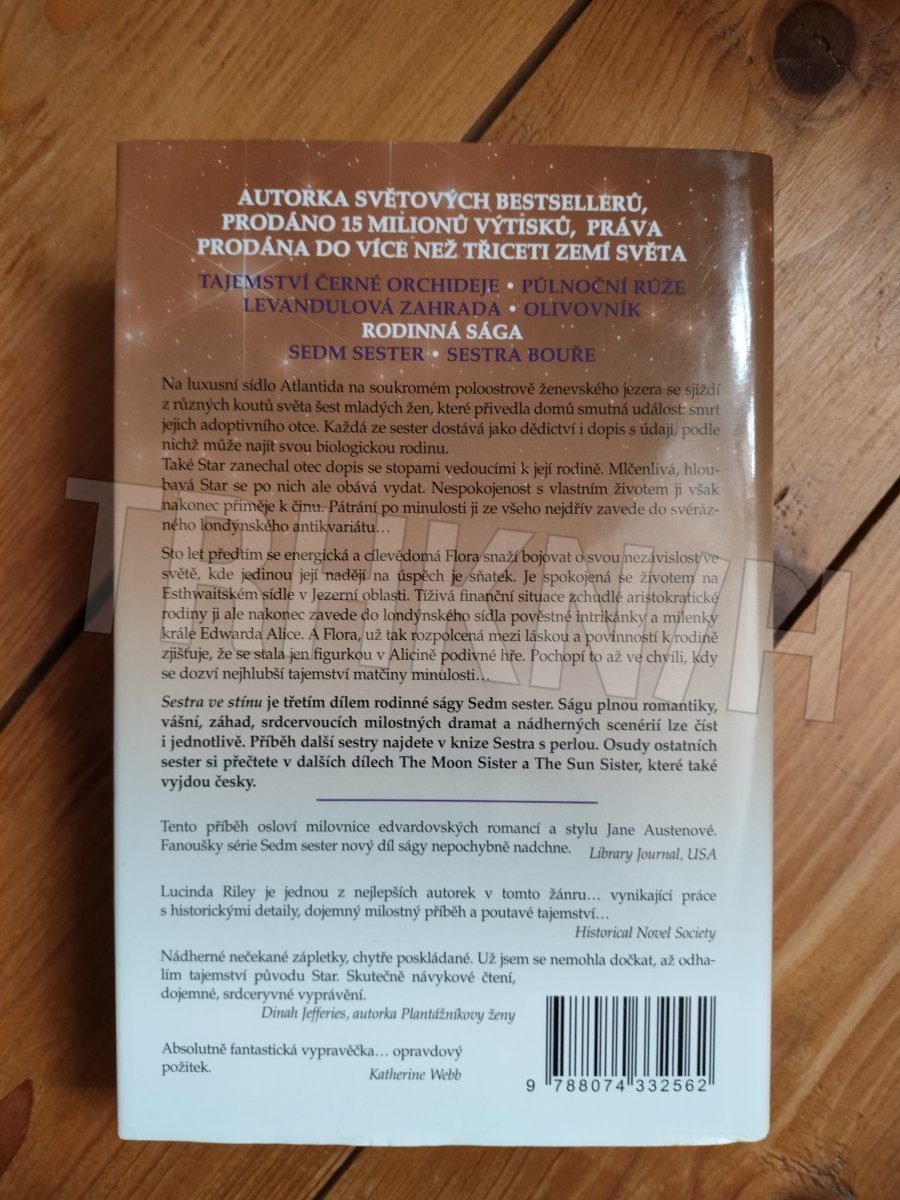 AUTORKA SVĚTOVÝCH BESTSELLERŮ,
PRODÁNO 15 MILIONŮ VÝTISKŮ, PRÁVA
PRODÁNA DO VÍCE NEŽ TŘICETI ZEMÍ SVĚTA
TAJEMSTVÍ ČERNÉ ORCHIDEJE • PŮLNOČNÍ RŮŽE
LEVANDULOVÁ ZAHRADA • OLIVOVNÍK
RODINNÁ SÁGA
SEDM SESTER • SESTRA BOUŘE
Na luxusní sídlo Atlantida na soukromém poloostrově ženevského jezera se sjíždí
z různých koutů světa šest mladých žen, které přivedla domů smutná událost: smrt
jejich adoptivního otce. Každá ze sester dostává jako dědictví i dopis s údaji, podle
nichž může najít svou biologickou rodinu.
Také Star zanechal otec dopis se stopami vedoucími k její rodině. Mlčenlivá, hlou-
bavá Star se po nich ale obává vydat. Nespokojenost s vlastním životem ji však
nakonec přiměje k činu. Pátrání po minulosti ji ze všeho nejdřív zavede do svéráz-
ného londýnského antikvariátu…
Sto let předtím se energická a cílevědomá Flora snaží bojovat o svou nezávislost ve
světě, kde jedinou její nadějí na úspěch je sňatek. Je spokojená se životem na
Esthwaitském sídle v Jezerní oblasti. Tíživá finanční situace zchudlé aristokratické
rodiny ji ale nakonec zavede do londýnského sídla pověstné intrikánky a milenky
krále Edwarda Alice. A Flora, už tak rozpolcená mezi láskou a povinností k rodině
zjišťuje, že se stala jen figurkou v Alicině podivné hře. Pochopí to až ve chvíli, kdy
se dozví nejhlubší tajemství matčiny minulosti…
Sestra ve stínu je třetím dílem rodinné ságy Sedm sester. Ságu plnou romantiky,
vášní, záhad, srdcervoucích milostných dramat a nádherných scenérií lze číst
i jednotlivě. Příběh další sestry najdete v knize Sestra s perlou. Osudy ostatních
sester si přečtete v dalších dílech The Moon Sister a The Sun Sister, které také
vyjdou česky.
Tento příběh osloví milovnice edvardovských romancí a stylu Jane Austenové.
Fanoušky série Sedm sester nový díl ságy nepochybně nadchne.
Library Journal, USA
Lucinda Riley je jednou z nejlepších autorek v tomto žánru… vynikající práce
s historickými detaily, dojemný milostný příběh a poutavé tajemství…
Historical Novel Society
Nádherné nečekané zápletky, chytře poskládané. Už jsem se nemohla dočkat, až odha-
lím tajemství původu Star. Skutečně návykové čtení,
dojemné, srdceryvné vyprávění.
Dinah Jefferies, autorka Plantážníkovy ženy
Absolutně fantastická vypravěčka… opravdový
požitek.
Katherine Webb
9 788074 332562